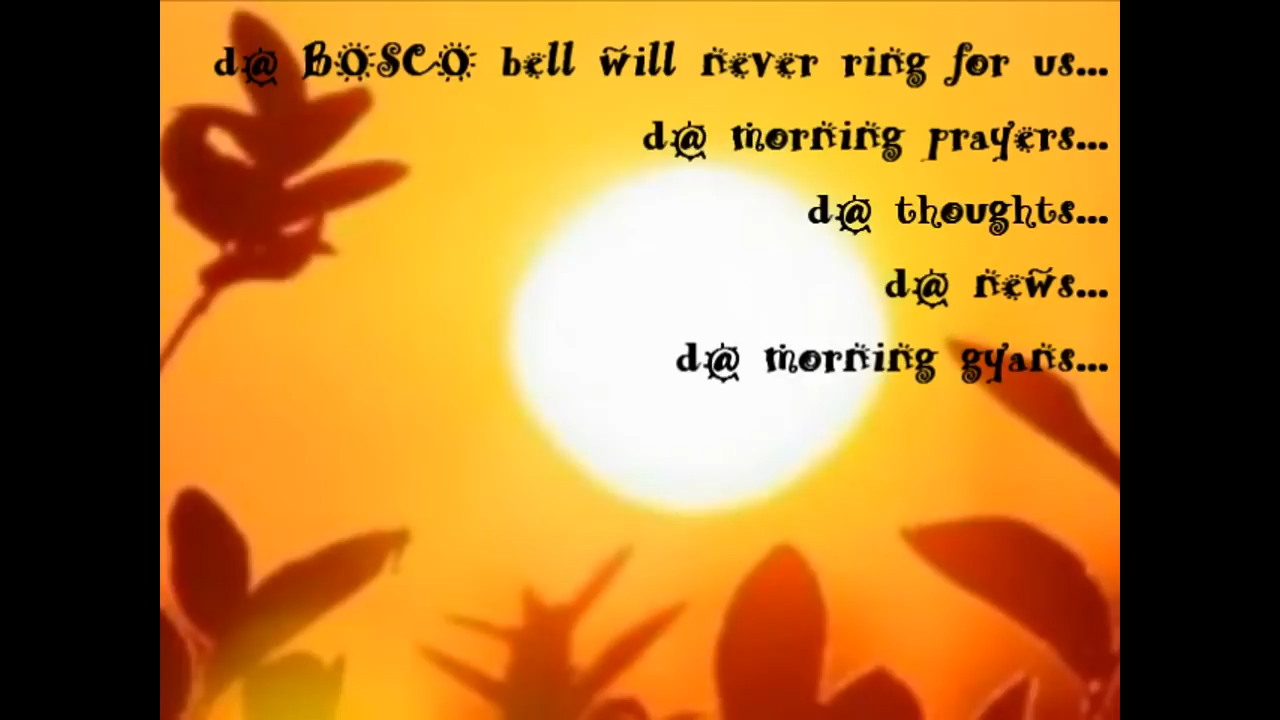 d@ BOSCO bell will never ring for us...
d@ morning prayers...
d@ thoughts...
d@ news...
d@ morning gyans...